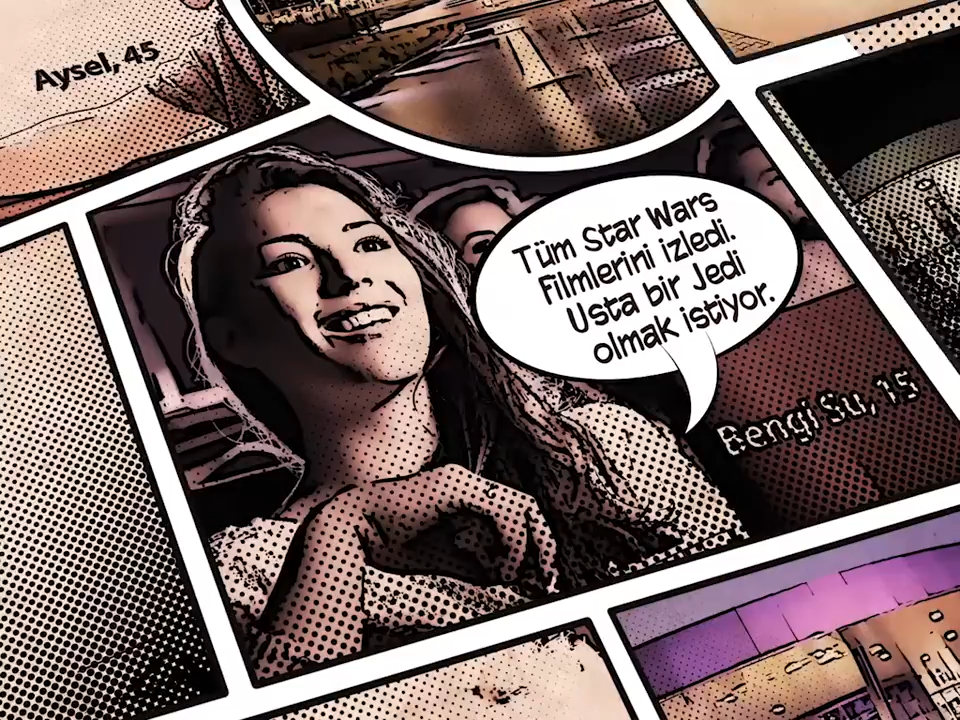 Aysel, 45
Tüm Star Wars
Filmlerini izledi.
Usta bir Jedi
olmak istiyor.
Bengi Su, 15